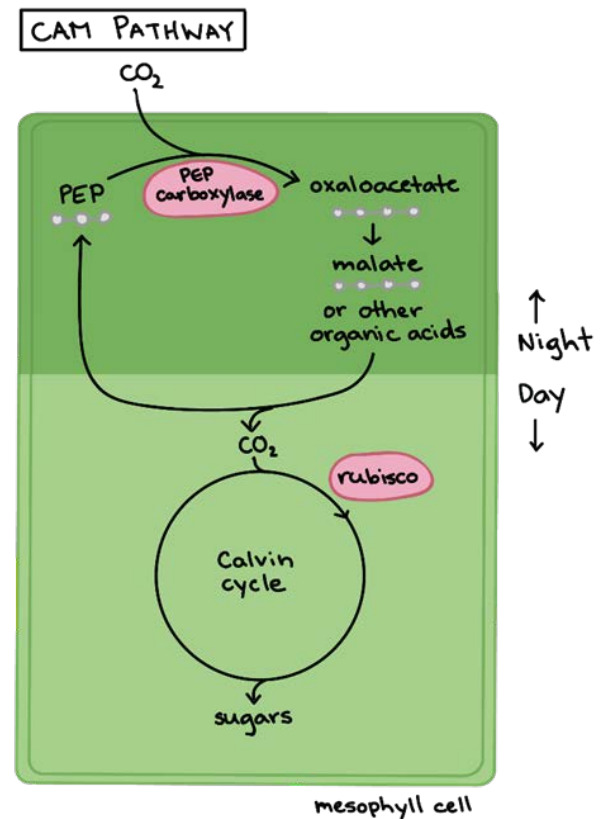 CAM PATHWAY
CO₂
PEP
PEP
carboxylase
oxaloacetate
malate
or other
organic acids
Night
Day
CO₂
rubisco
Calvin
cycle
sugars
mesophyll cell